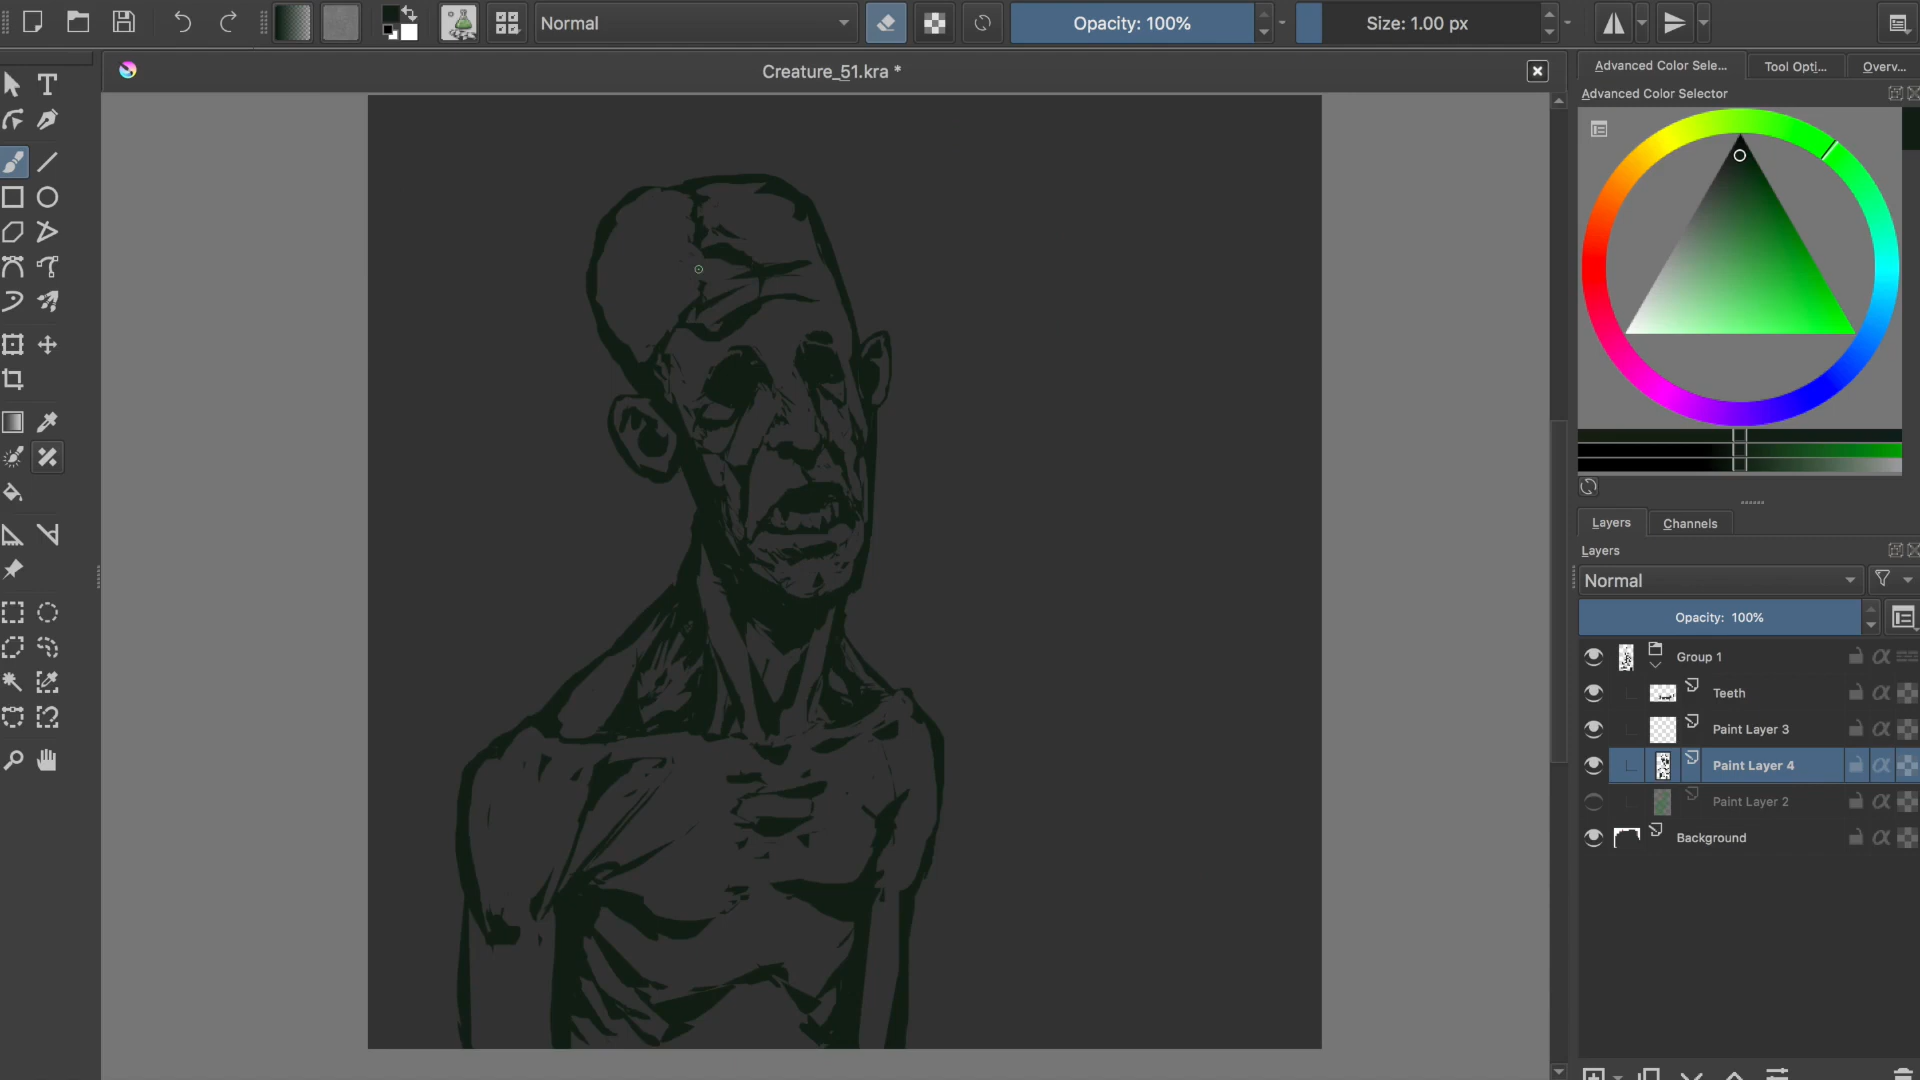 Normal
Opacity: 100%
Size: 1.00 px
Creature_51.kra *
Advanced Color Sele...
Tool Opti...
Overv...
Advanced Color Selector
Layers
Channels
Layers
Normal
Opacity: 100%
Group 1
Teeth
Paint Layer 3
Paint Layer 4
Paint Layer 2
Background